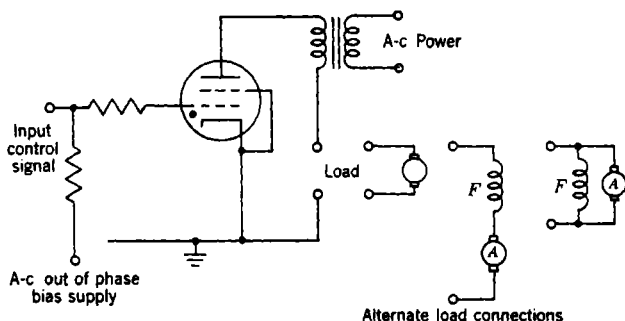 A-c Power
Input
control
signal
Load
F
A
F
A
A-c out of phase
bias supply
Alternate load connections